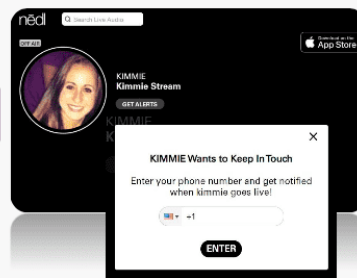 nēdl
Search Live Audio
Download on the
App Store
OFF AIR
KIMMIE
Kimmie Stream
GET ALERTS
KIMMIE
K
×
KIMMIE Wants to Keep In Touch
Enter your phone number and get notified
when kimmie goes live!
+1
ENTER